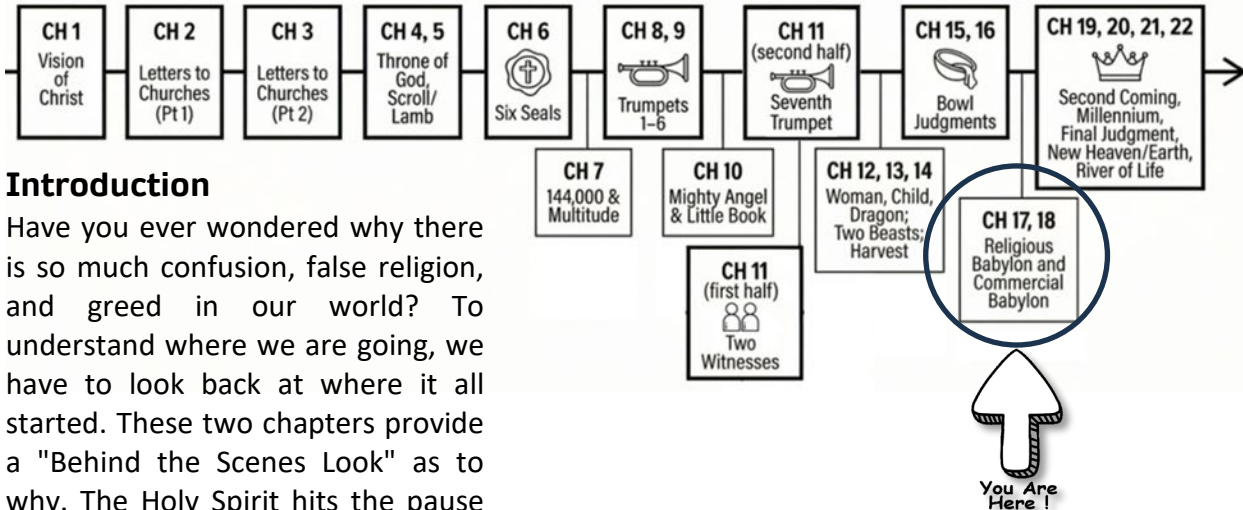 CH 1
Vision
of
Christ
CH 2
Letters to
Churches
(Pt 1)
CH 3
Letters to
Churches
(Pt 2)
CH 4, 5
Throne of
God,
Scroll/
Lamb
CH 6
Six Seals
CH 8, 9
Trumpets
1–6
CH 11
(second half)
Seventh
Trumpet
CH 15, 16
Bowl
Judgments
CH 19, 20, 21, 22
Second Coming,
Millennium,
Final Judgment,
New Heaven/Earth,
River of Life
CH 7
144,000 &
Multitude
CH 10
Mighty Angel
& Little Book
CH 11
(first half)
Two
Witnesses
CH 12, 13, 14
Woman, Child,
Dragon;
Two Beasts;
Harvest
CH 17, 18
Religious
Babylon and
Commercial
Babylon
You Are
Here !
Introduction
Have you ever wondered why there
is so much confusion, false religion,
and greed in our world? To
understand where we are going, we
have to look back at where it all
started. These two chapters provide
a "Behind the Scenes Look" as to
why. The Holy Spirit hits the pause